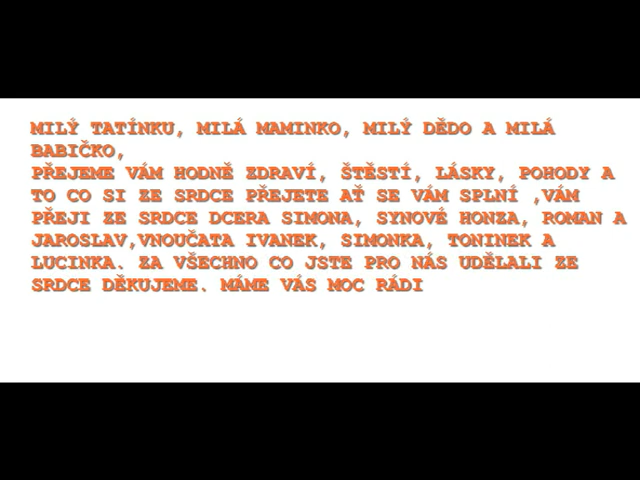 MILÝ TATÍNKU, MILÁ MAMINKO, MILÝ DĚDO A MILÁ
BABIČKO,
PŘEJEME VÁM HODNĚ ZDRAVÍ, ŠTĚSTÍ, LÁSKY, POHODY A
TO CO SI ZE SRDCE PŘEJETE AŤ SE VÁM SPLNÍ ,VÁM
PŘEJI ZE SRDCE DCERA SIMONA, SYNOVÉ HONZA, ROMAN A
JAROSLAV,VNOUČATA IVANEK, SIMONKA, TONINEK A
LUCINKA. ZA VŠECHNO CO JSTE PRO NÁS UDĚLALI ZE
SRDCE DĚKUJEME. MÁME VÁS MOC RÁDI